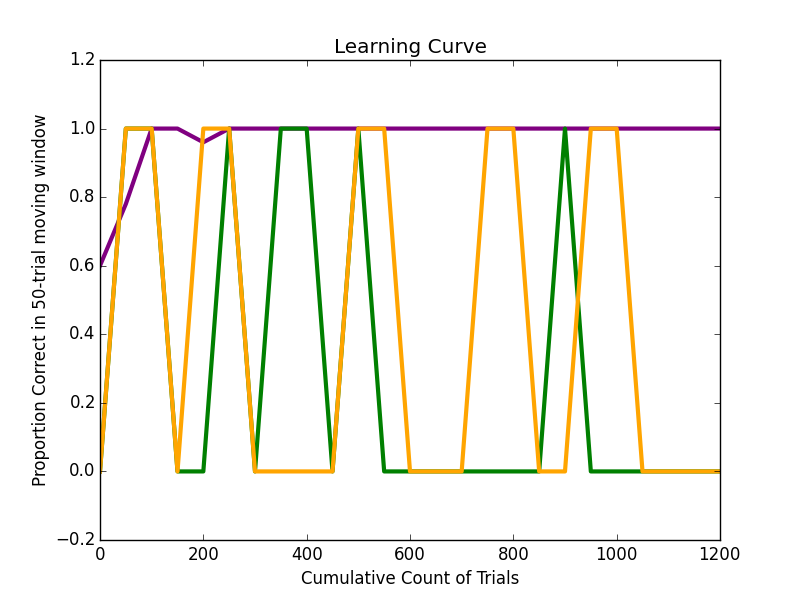 Learning Curve
1.2
1.0
0.8
0.6
0.4
0.2
0.0
−0.2
Proportion Correct in 50-trial moving window
0 200 400 600 800 1000 1200
Cumulative Count of Trials